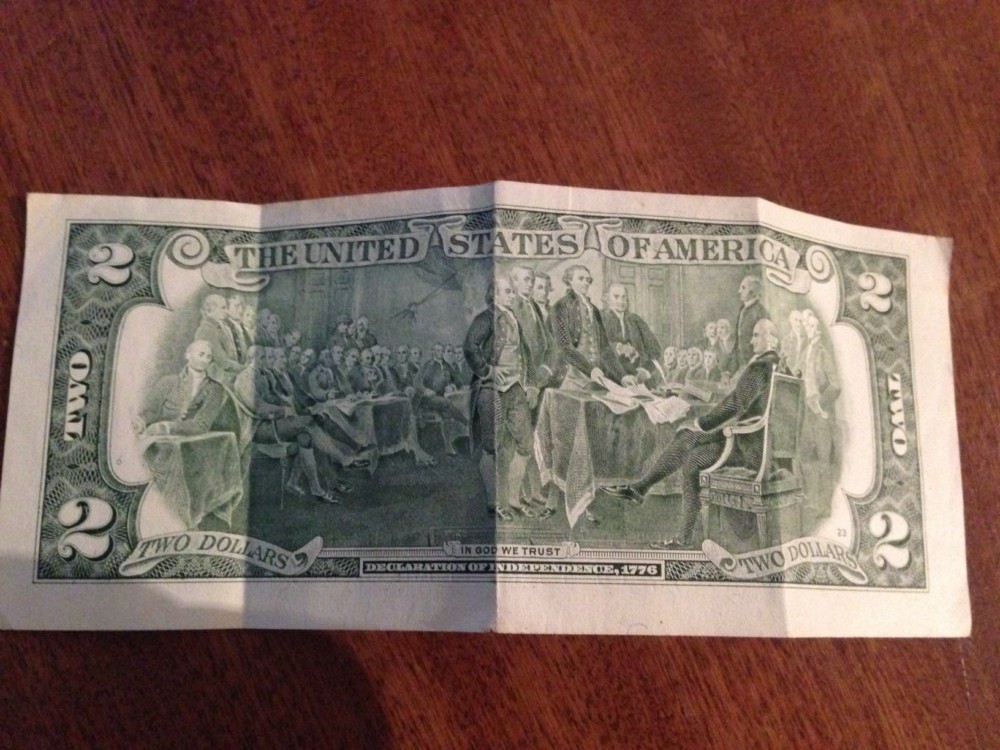 2 THE UNITED STATES OF AMERICA 2
TWO
TWO
2 TWO DOLLARS
IN GOD WE TRUST
23
TWO DOLLARS 2
DECLARATION OF INDEPENDENCE, 1776